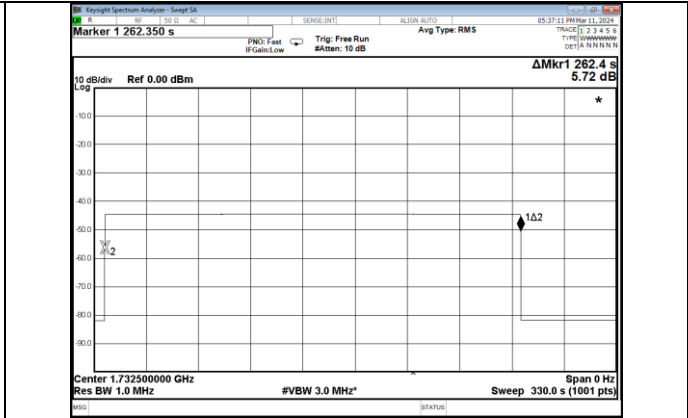 Keysight Spectrum Analyzer - Swept SA
R RF 50 Ω AC SENSE:INT ALIGN AUTO 05:37:11 PM Mar 11, 2024
Marker 1 262.350 s
PNO: Fast
IFGain:Low
Trig: Free Run
#Atten: 10 dB
Avg Type: RMS
TRACE 1 2 3 4 5 6
TYPE WWWWWW
DET A N N N N N
ΔMkr1 262.4 s
5.72 dB
10 dB/div Ref 0.00 dBm
Log
*
-10.0
-20.0
-30.0
-40.0
-50.0
-60.0
-70.0
-80.0
-90.0
X2
1Δ2
Center 1.732500000 GHz
Span 0 Hz
Res BW 1.0 MHz
#VBW 3.0 MHz*
Sweep 330.0 s (1001 pts)
MSG
STATUS